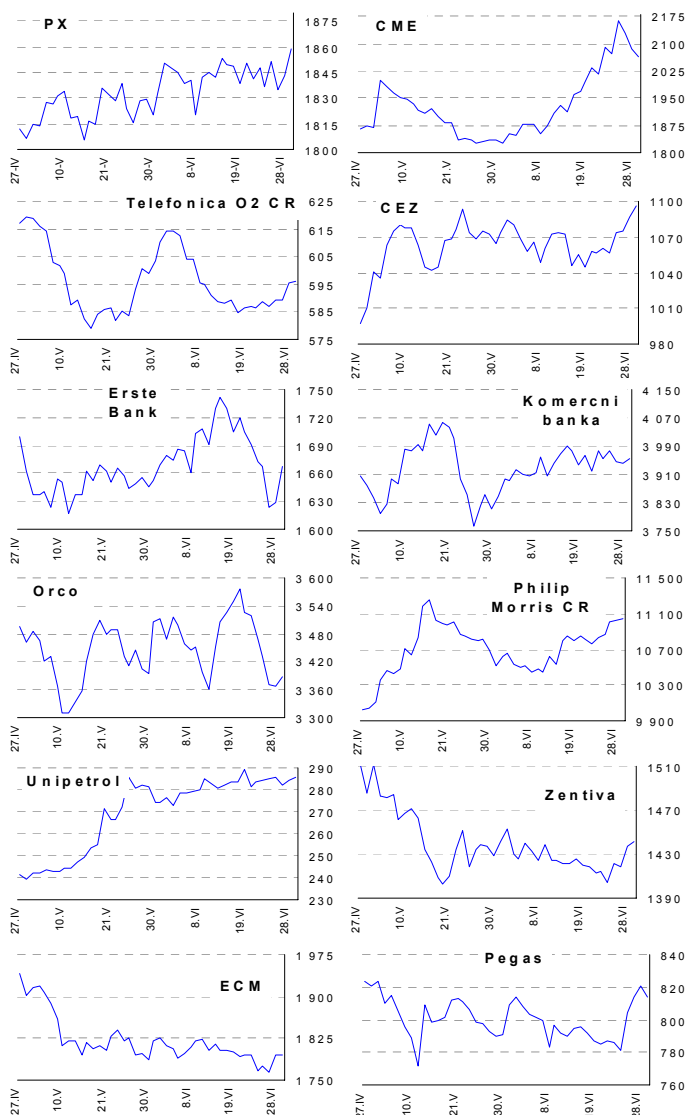 PX
1875
1860
1845
1830
1815
1800
27-IV
10-V
21-V
30-V
8.VI
19.VI
28-VI
CME
2175
2100
2025
1950
1875
1800
27.IV
10.V
21.V
30.V
8.VI
19.VI
28.VI
Telefonica O2 CR
625
615
605
595
585
575
27.IV
10.V
21.V
30.V
8.VI
19.VI
28.VI
CEZ
1100
1070
1040
1010
980
27.IV
10.V
21.V
30.V
8.VI
19.VI
28.VI
Erste
Bank
1 750
1 720
1 690
1 660
1 630
1 600
27.IV
10.V
21.V
30.V
8.VI
19.VI
28.VI
Komercni
banka
4 150
4 070
3 990
3 910
3 830
3 750
27.IV
10.V
21.V
30.V
8.VI
19.VI
28.VI
Orco
3 600
3 540
3 480
3 420
3 360
3 300
27.IV
10.V
21.V
30.V
8.VI
19.VI
28.VI
Philip
Morris CR
11 500
11 100
10 700
10 300
9 900
27.IV
10.V
21.V
30.V
8.VI
19.VI
28.VI
Unipetrol
290
280
270
260
250
240
230
27.IV
10.V
21.V
30.V
8.VI
19.VI
28.VI
Zentiva
1510
1470
1430
1390
27.IV
10.V
21.V
30.V
8.VI
19.VI
28.VI
ECM
1 975
1 900
1 825
1 750
27.IV
10.V
21.V
30.V
8.VI
19.VI
28.VI
Pegas
840
820
800
780
760
27.IV
10.V
21.V
30.V
8.VI
19.VI
28.VI